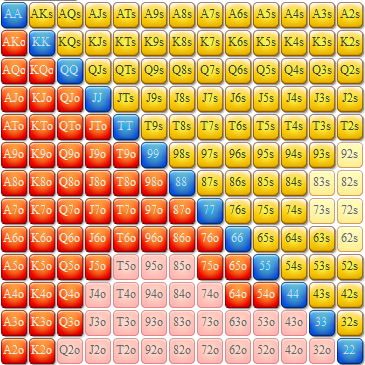 AA AKs AQs AJs ATs A9s A8s A7s A6s A5s A4s A3s A2s
AKo KK KQs KJs KTs K9s K8s K7s K6s K5s K4s K3s K2s
AQo KQo QQ QJs QTs Q9s Q8s Q7s Q6s Q5s Q4s Q3s Q2s
AJo KJo QJo JJ JTs J9s J8s J7s J6s J5s J4s J3s J2s
ATo KTo QTo JTo TT T9s T8s T7s T6s T5s T4s T3s T2s
A9o K9o Q9o J9o T9o 99 98s 97s 96s 95s 94s 93s 92s
A8o K8o Q8o J8o T8o 98o 88 87s 86s 85s 84s 83s 82s
A7o K7o Q7o J7o T7o 97o 87o 77 76s 75s 74s 73s 72s
A6o K6o Q6o J6o T6o 96o 86o 76o 66 65s 64s 63s 62s
A5o K5o Q5o J5o T5o 95o 85o 75o 65o 55 54s 53s 52s
A4o K4o Q4o J4o T4o 94o 84o 74o 64o 54o 44 43s 42s
A3o K3o Q3o J3o T3o 93o 83o 73o 63o 53o 43o 33 32s
A2o K2o Q2o J2o T2o 92o 82o 72o 62o 52o 42o 32o 22